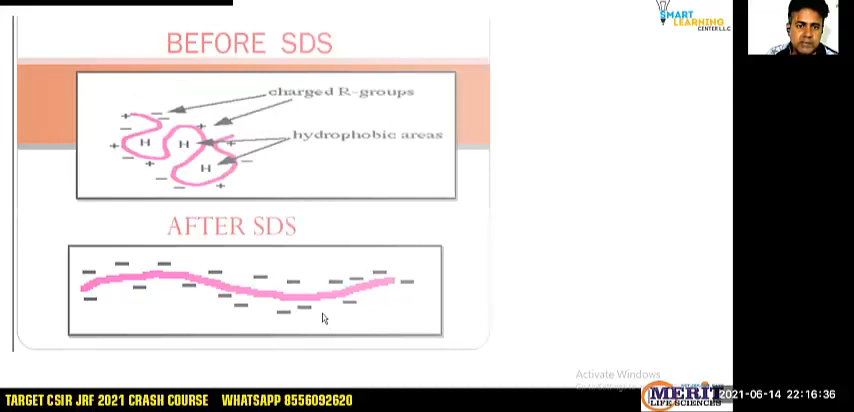 SMART
LEARNING
CENTER L.L.C
BEFORE SDS
charged R-groups
hydrophobic areas
H
H
H
AFTER SDS
Activate Windows
MERIT
LIFE SCIENCES
2021-06-14 22:16:36
TARGET CSIR JRF 2021 CRASH COURSE WHATSAPP 8556092620